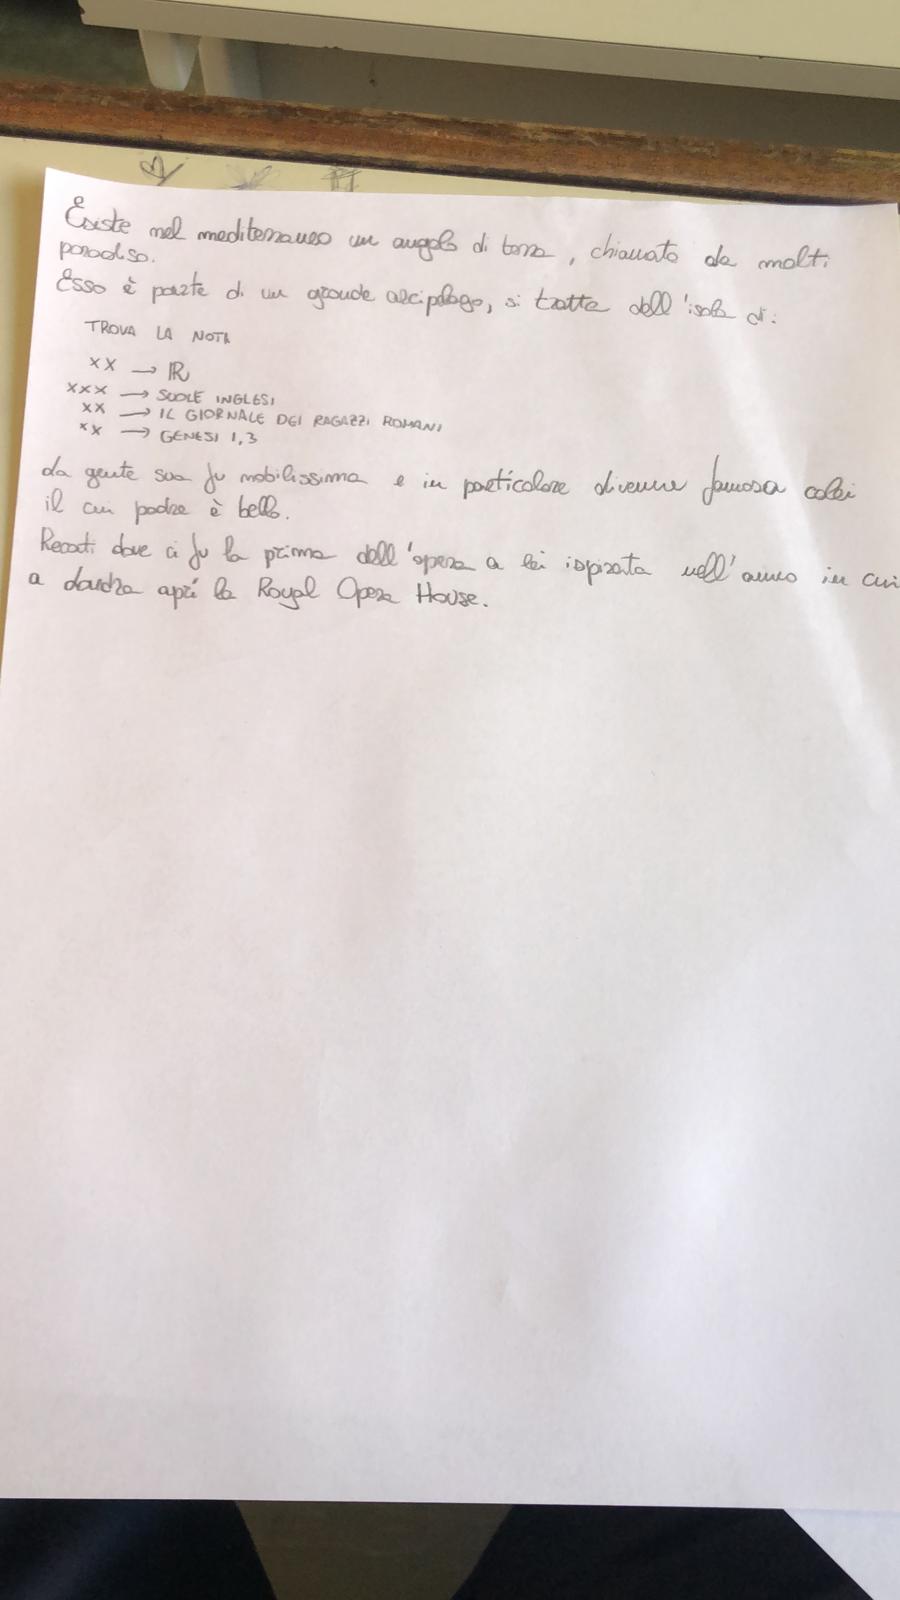 Esiste nel mediterraneo un angolo di terra, chiamato da molti
paradiso.
Esso è parte di un grande arcipelago, si tratta dell'isola di:
TROVA LA NOTA
XX → ℝ
XXX → SUOLE INGLESI
XX → IL GIORNALE DEI RAGAZZI ROMANI
XX → GENESI 1,3
da gente sua fu nobilissima e in particolare divenne famosa colei
il cui padre è bello.
Recati dove ci fu la prima dell'opera a lei ispirata nell'anno in cui
a Londra aprì la Royal Opera House.